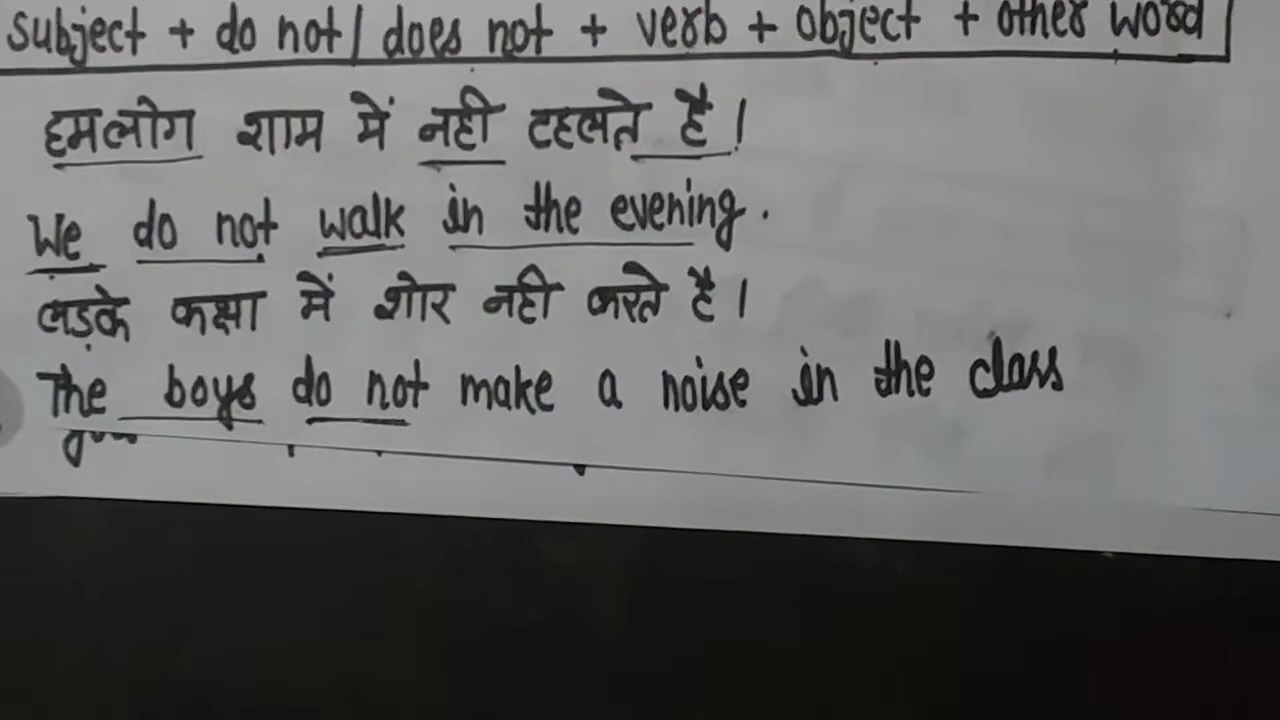 subject + do not / does not + verb + object + other word
हमलोग शाम में नही टहलते है।
We do not walk in the evening.
लड़के कक्षा में शोर नही करते है।
The boys do not make a noise in the class